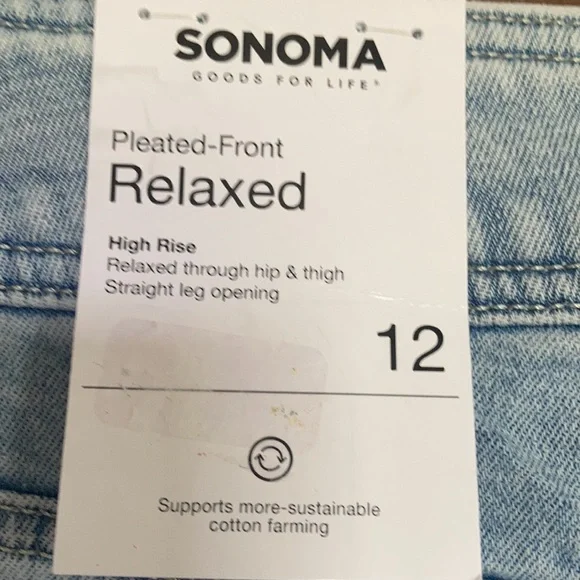 SONOMA
GOODS FOR LIFE®
Pleated-Front
Relaxed
High Rise
Relaxed through hip & thigh
Straight leg opening
12
Supports more-sustainable
cotton farming